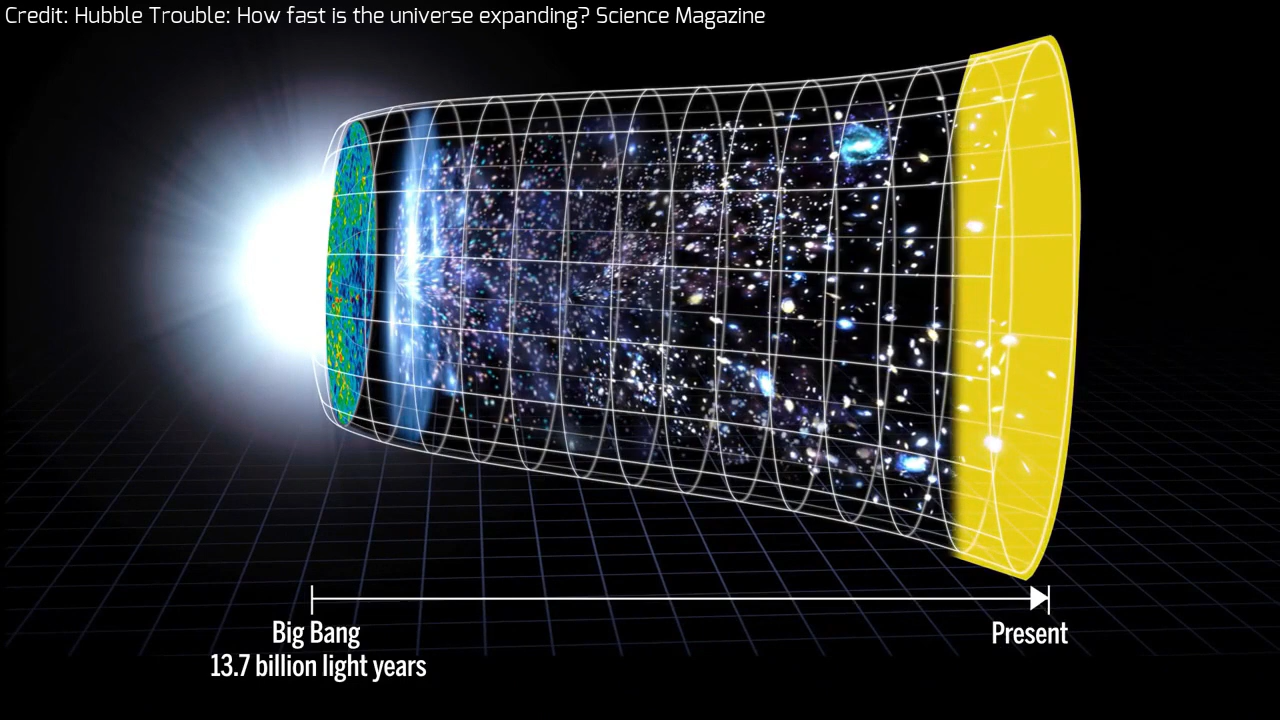 Credit: Hubble Trouble: How fast is the universe expanding? Science Magazine
Big Bang
13.7 billion light years
Present